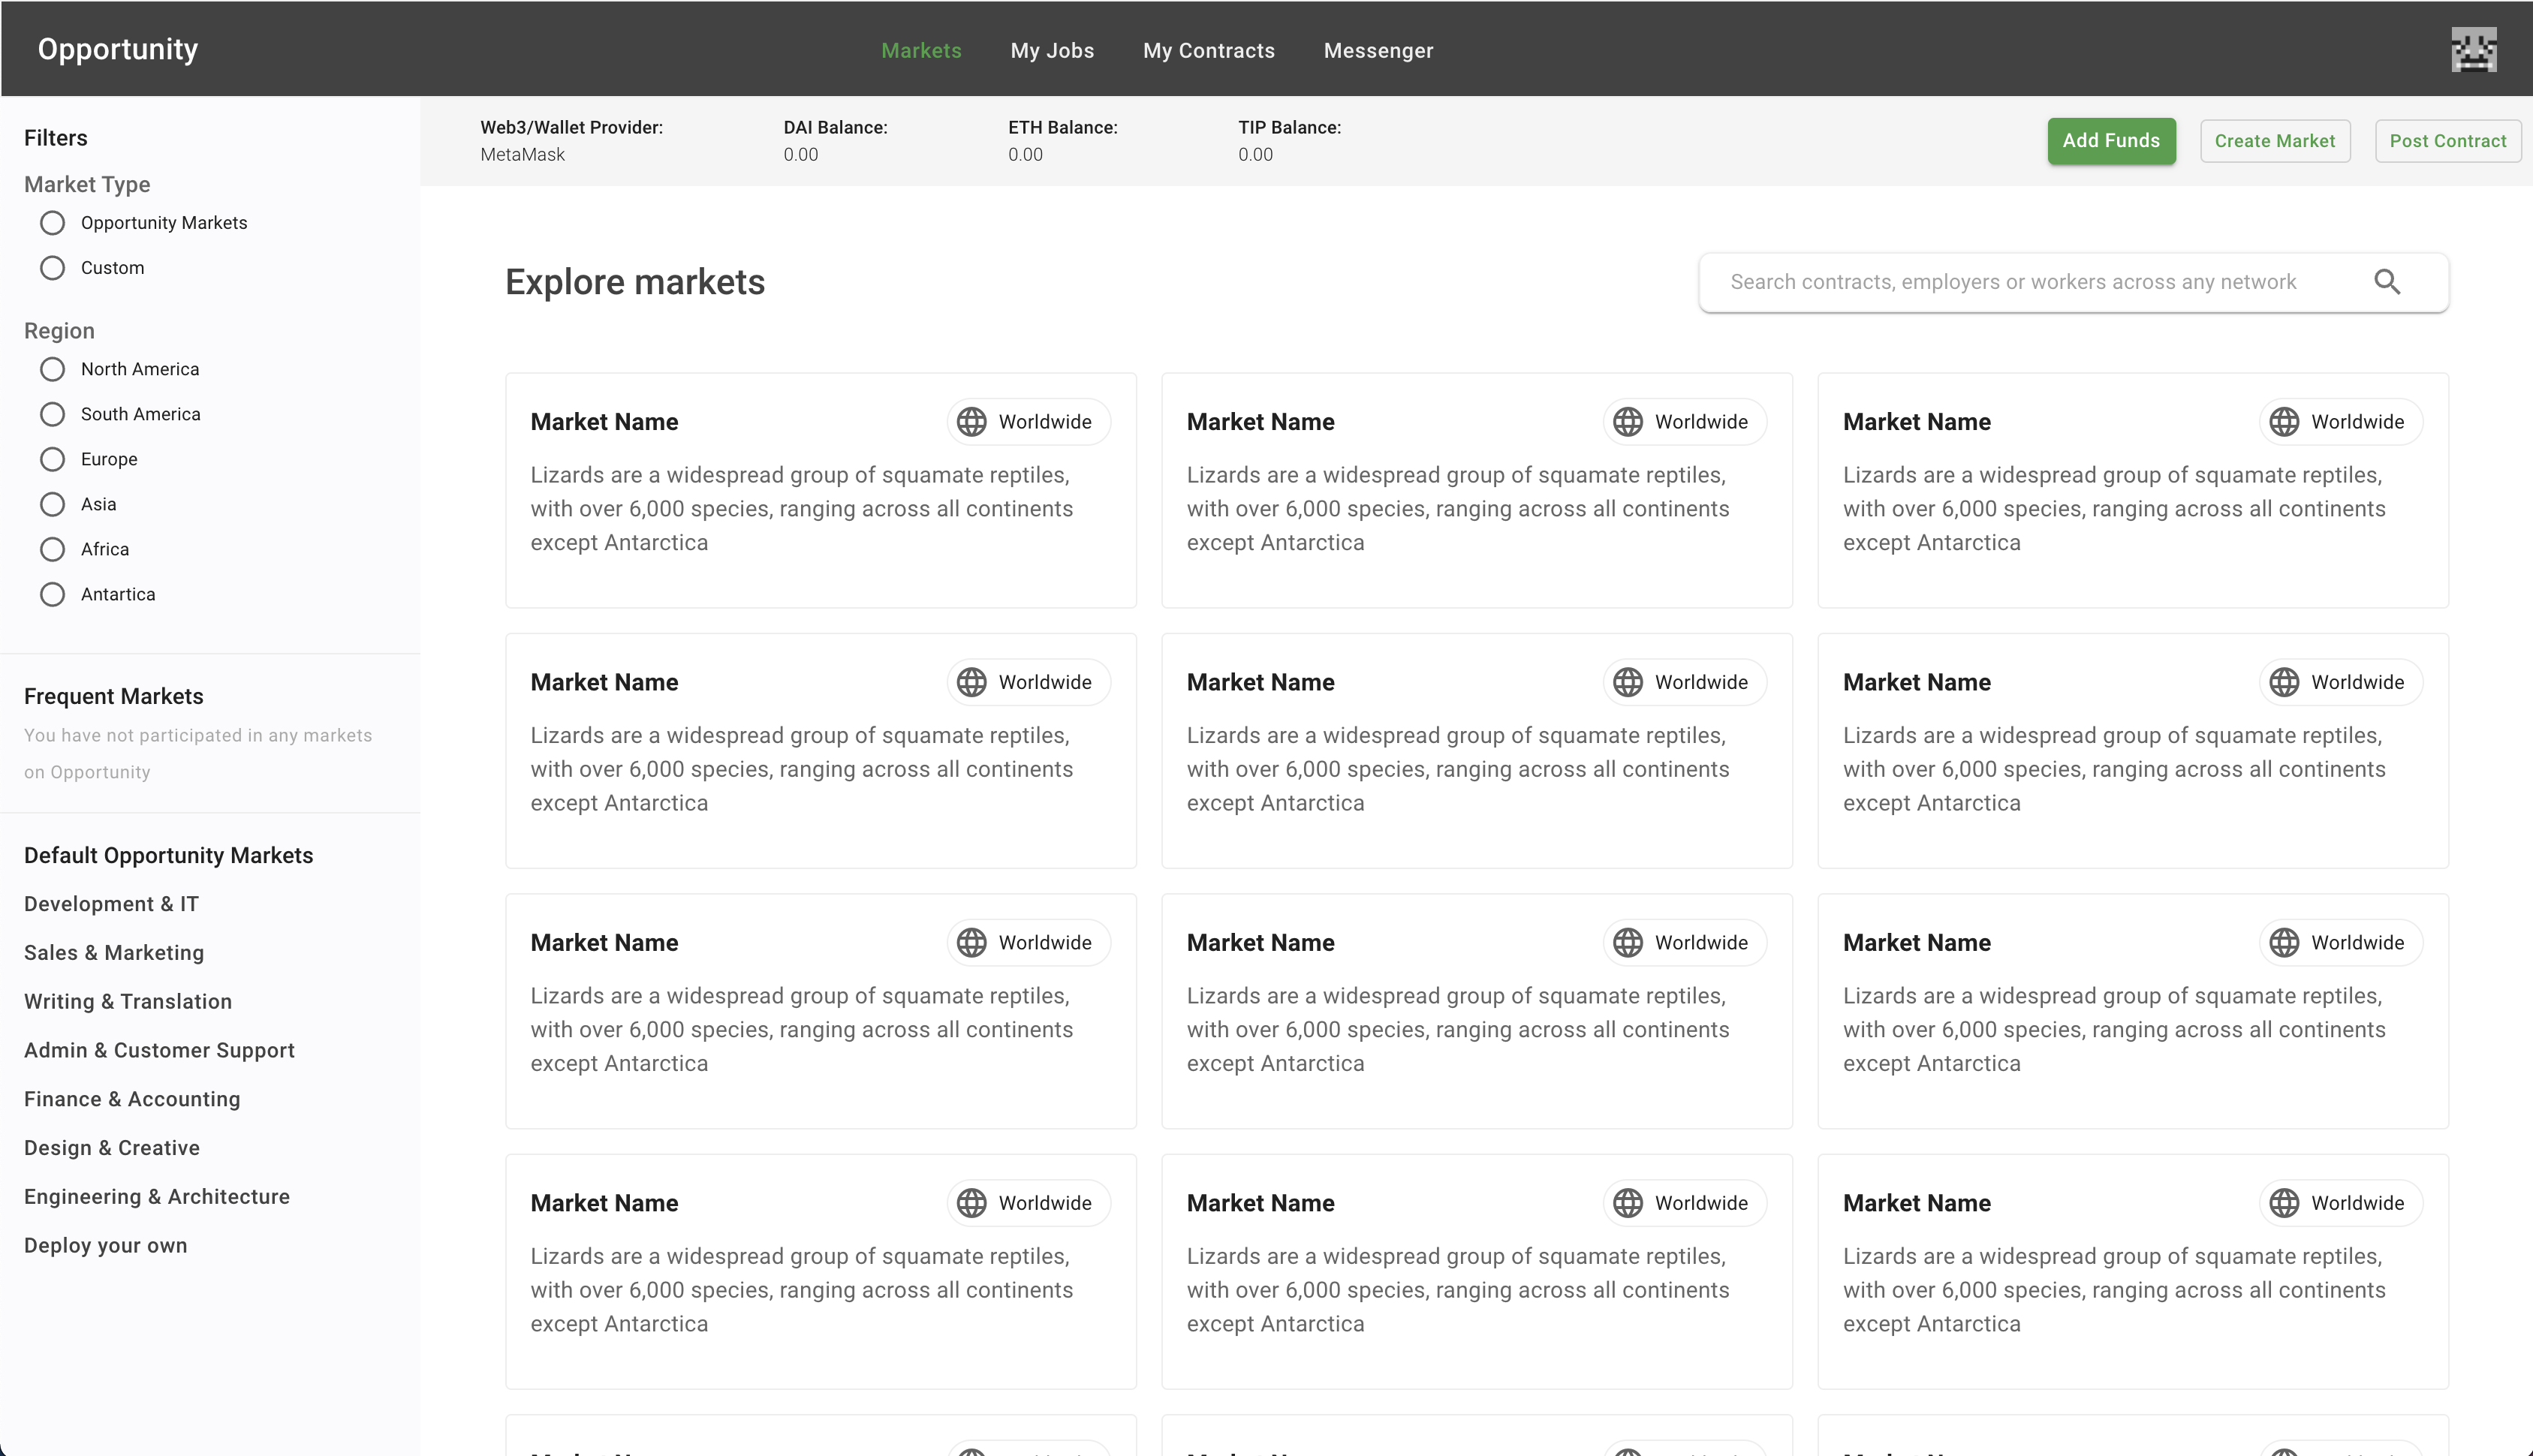 Opportunity
Markets
My Jobs
My Contracts
Messenger
Filters
Market Type
Opportunity Markets
Custom
Region
North America
South America
Europe
Asia
Africa
Antartica
Frequent Markets
You have not participated in any markets
on Opportunity
Default Opportunity Markets
Development & IT
Sales & Marketing
Writing & Translation
Admin & Customer Support
Finance & Accounting
Design & Creative
Engineering & Architecture
Deploy your own
Web3/Wallet Provider:
MetaMask
DAI Balance:
0.00
ETH Balance:
0.00
TIP Balance:
0.00
Add Funds
Create Market
Post Contract
Explore markets
Search contracts, employers or workers across any network
Market Name
Worldwide
Lizards are a widespread group of squamate reptiles,
with over 6,000 species, ranging across all continents
except Antarctica
Market Name
Worldwide
Lizards are a widespread group of squamate reptiles,
with over 6,000 species, ranging across all continents
except Antarctica
Market Name
Worldwide
Lizards are a widespread group of squamate reptiles,
with over 6,000 species, ranging across all continents
except Antarctica
Market Name
Worldwide
Lizards are a widespread group of squamate reptiles,
with over 6,000 species, ranging across all continents
except Antarctica
Market Name
Worldwide
Lizards are a widespread group of squamate reptiles,
with over 6,000 species, ranging across all continents
except Antarctica
Market Name
Worldwide
Lizards are a widespread group of squamate reptiles,
with over 6,000 species, ranging across all continents
except Antarctica
Market Name
Worldwide
Lizards are a widespread group of squamate reptiles,
with over 6,000 species, ranging across all continents
except Antarctica
Market Name
Worldwide
Lizards are a widespread group of squamate reptiles,
with over 6,000 species, ranging across all continents
except Antarctica
Market Name
Worldwide
Lizards are a widespread group of squamate reptiles,
with over 6,000 species, ranging across all continents
except Antarctica
Market Name
Worldwide
Lizards are a widespread group of squamate reptiles,
with over 6,000 species, ranging across all continents
except Antarctica
Market Name
Worldwide
Lizards are a widespread group of squamate reptiles,
with over 6,000 species, ranging across all continents
except Antarctica
Market Name
Worldwide
Lizards are a widespread group of squamate reptiles,
with over 6,000 species, ranging across all continents
except Antarctica